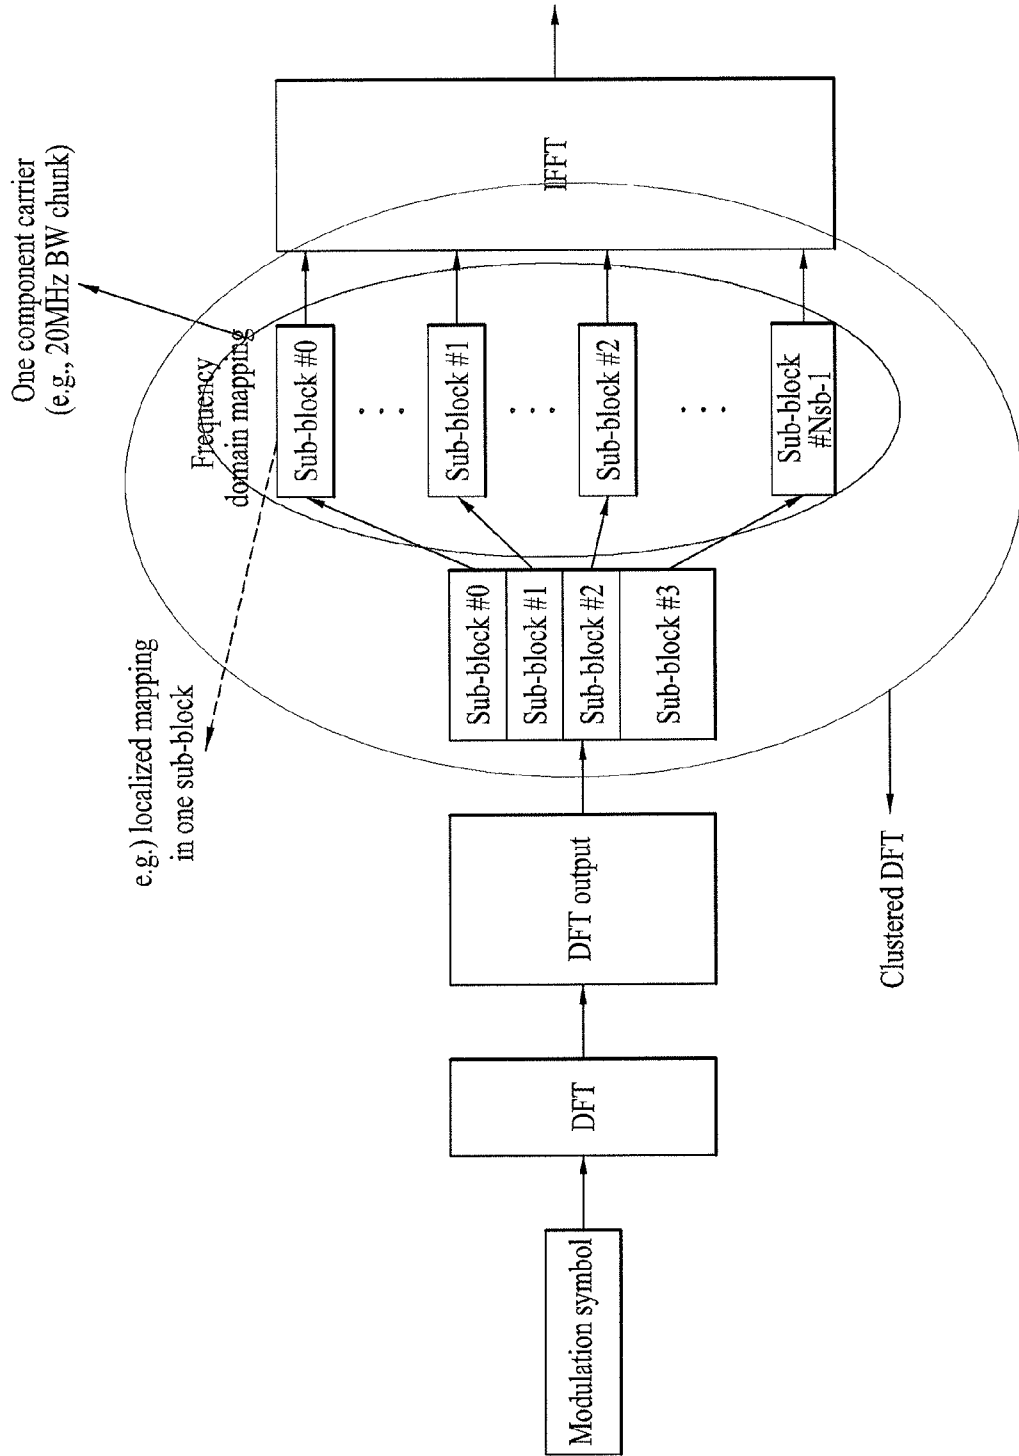 One component carrier
(e.g., 20MHz BW chunk)
e.g.) localized mapping
in one sub-block
Frequency
domain mapping
Modulation symbol
DFT
DFT output
Sub-block #0
Sub-block #1
Sub-block #2
Sub-block #3
Sub-block #0
Sub-block #1
Sub-block #2
Sub-block
#Nsb-1
IFFT
Clustered DFT